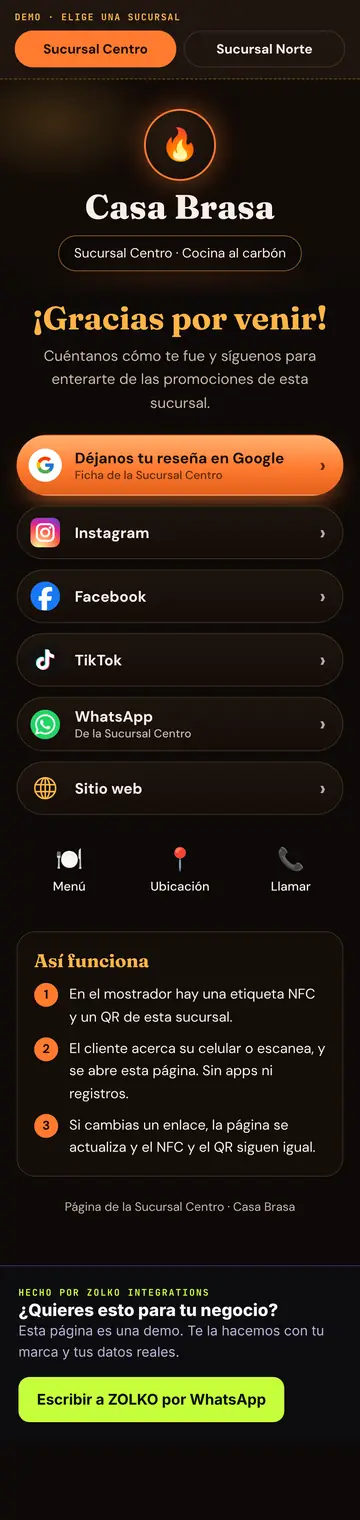 DEMO · ELIGE UNA SUCURSAL
Sucursal Centro
Sucursal Norte
Casa Brasa
Sucursal Centro · Cocina al carbón
¡Gracias por venir!
Cuéntanos cómo te fue y síguenos para
enterarte de las promociones de esta
sucursal.
Déjanos tu reseña en Google
Ficha de la Sucursal Centro
Instagram
Facebook
TikTok
WhatsApp
De la Sucursal Centro
Sitio web
Menú
Ubicación
Llamar
Así funciona
1 En el mostrador hay una etiqueta NFC
y un QR de esta sucursal.
2 El cliente acerca su celular o escanea, y
se abre esta página. Sin apps ni
registros.
3 Si cambias un enlace, la página se
actualiza y el NFC y el QR siguen igual.
Página de la Sucursal Centro · Casa Brasa
HECHO POR ZOLKO INTEGRATIONS
¿Quieres esto para tu negocio?
Esta página es una demo. Te la hacemos con tu
marca y tus datos reales.
Escribir a ZOLKO por WhatsApp